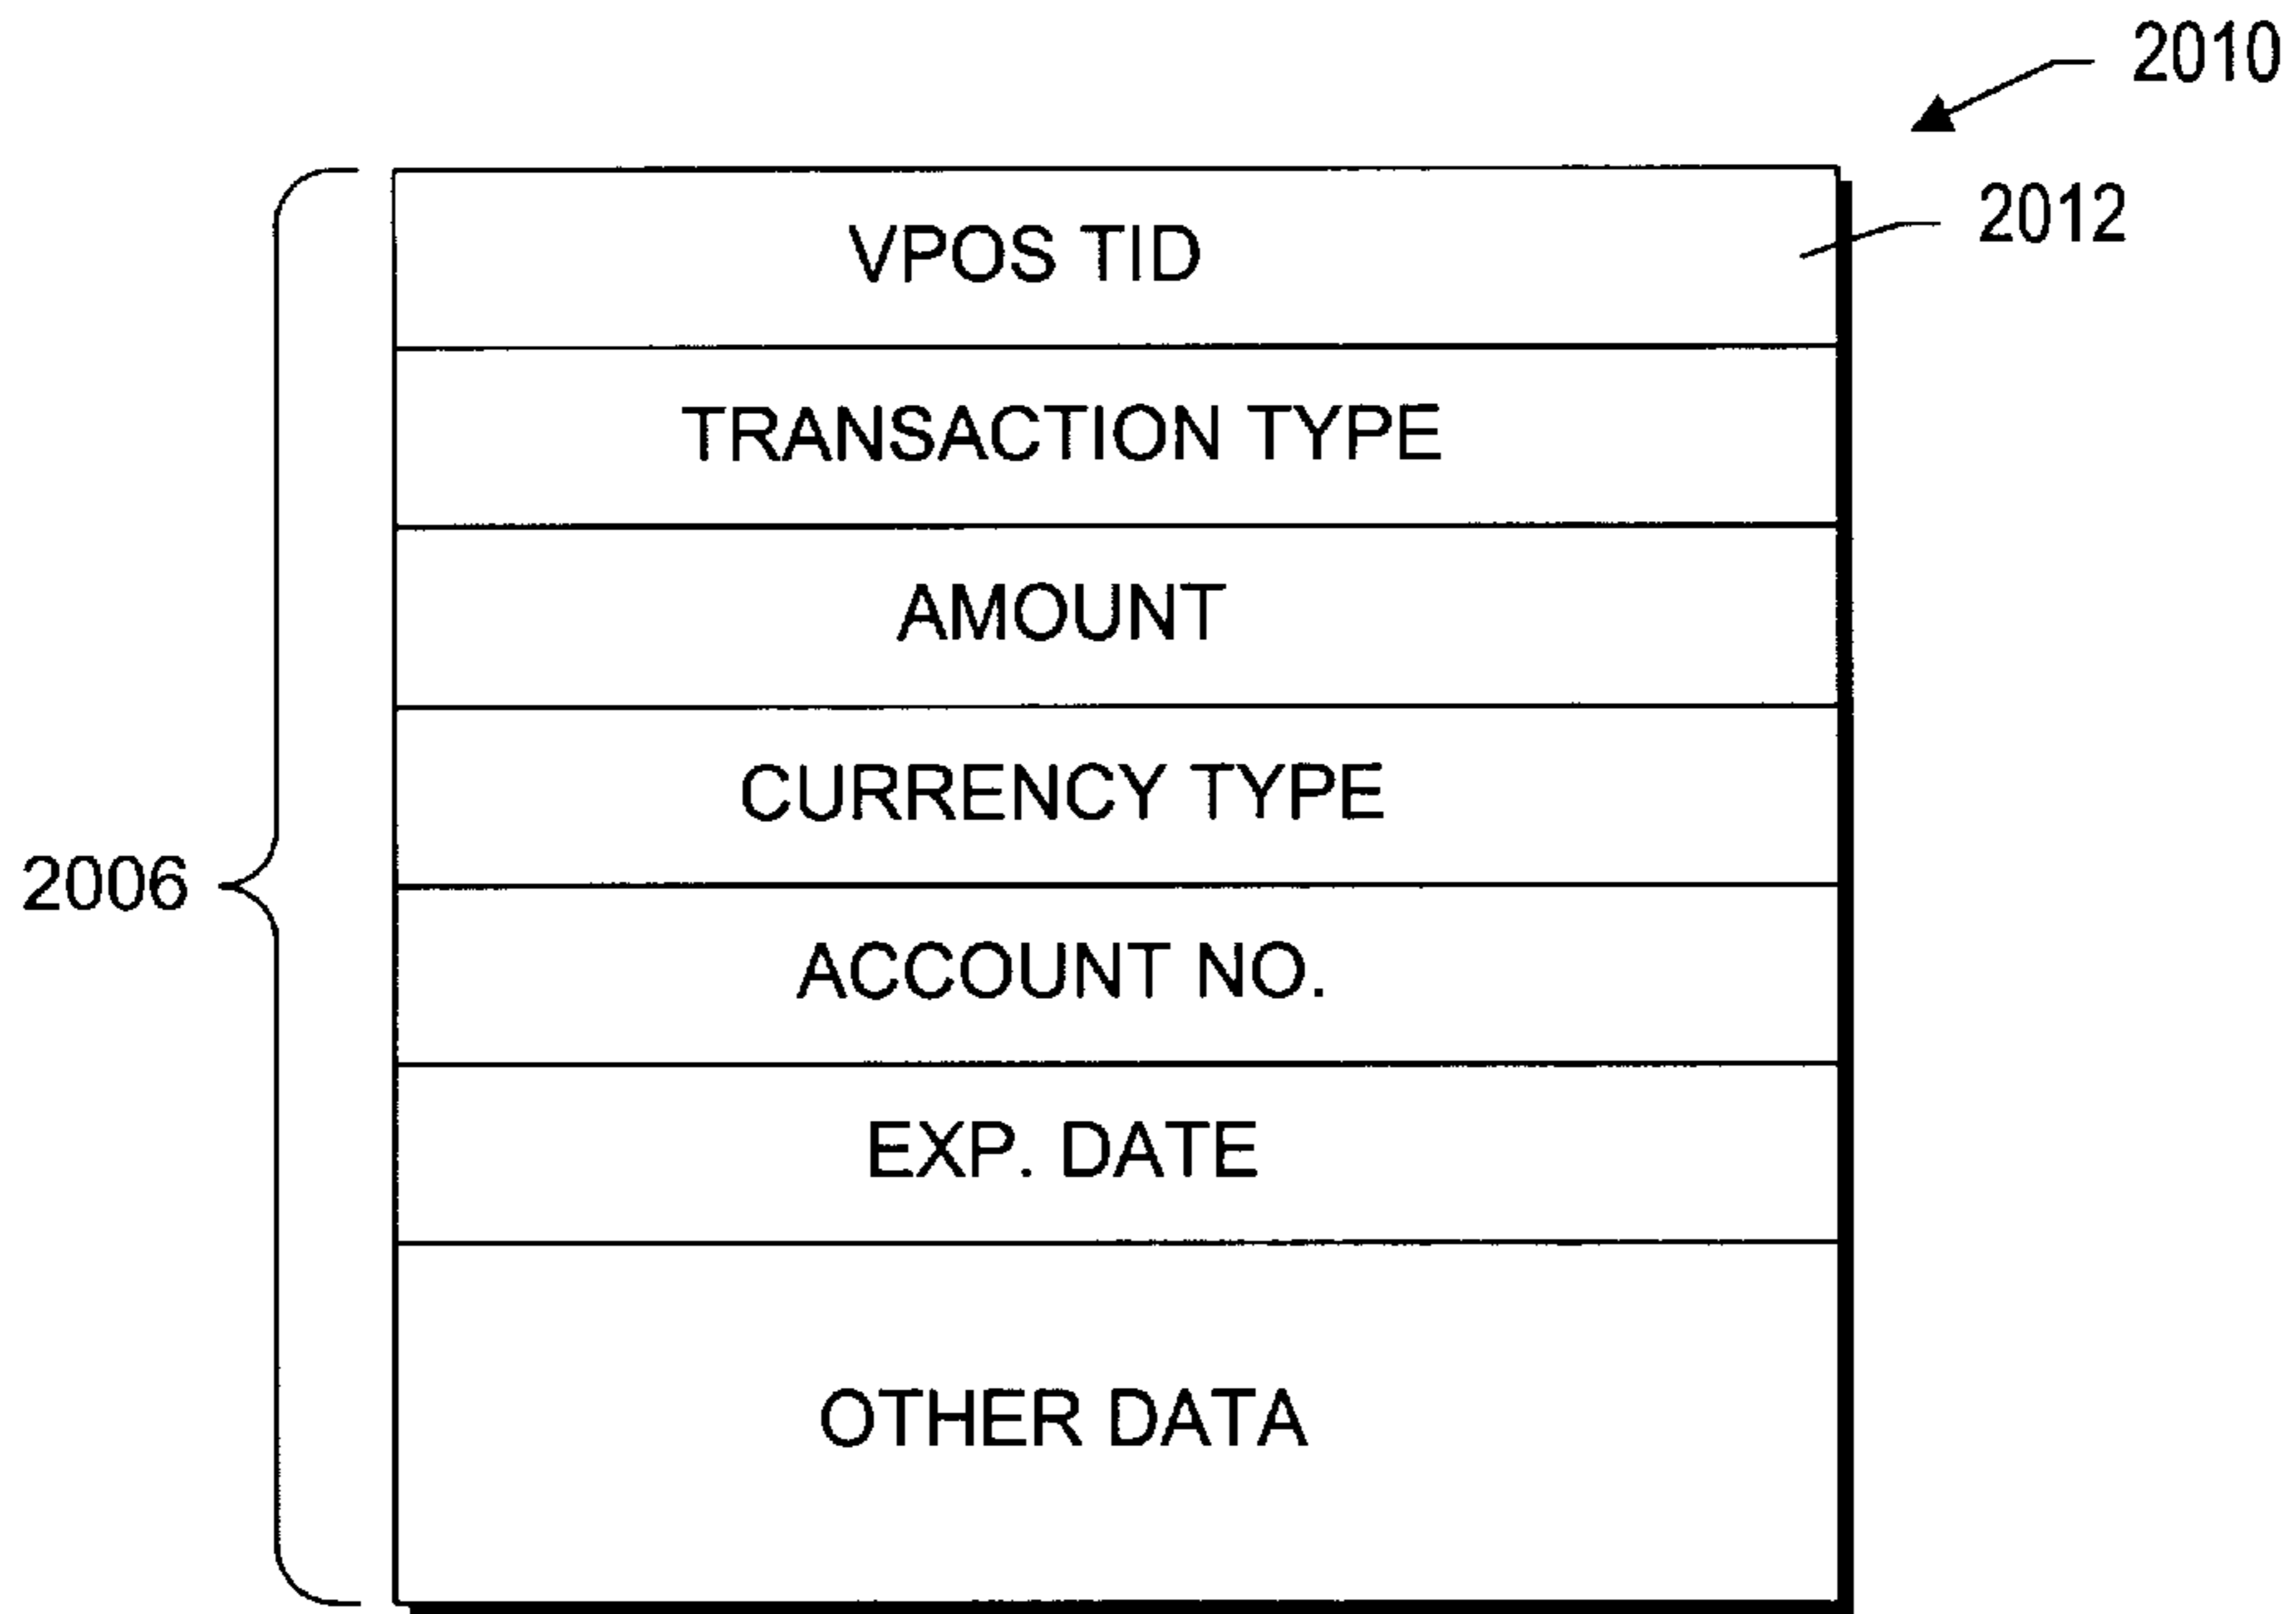 2010
2012
VPOS TID
TRANSACTION TYPE
AMOUNT
CURRENCY TYPE
2006
ACCOUNT NO.
EXP. DATE
OTHER DATA